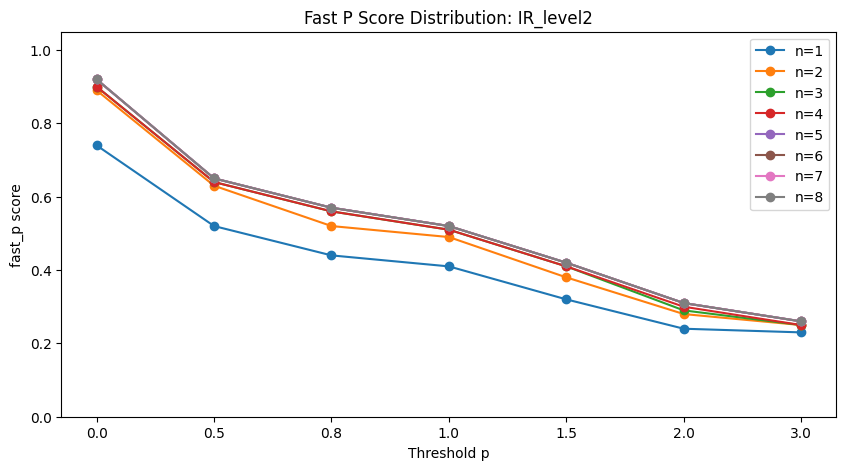 Fast P Score Distribution: IR_level2
1.0
0.8
0.6
0.4
0.2
0.0
fast_p score
n=1
n=2
n=3
n=4
n=5
n=6
n=7
n=8
0.0 0.5 0.8 1.0 1.5 2.0 3.0
Threshold p